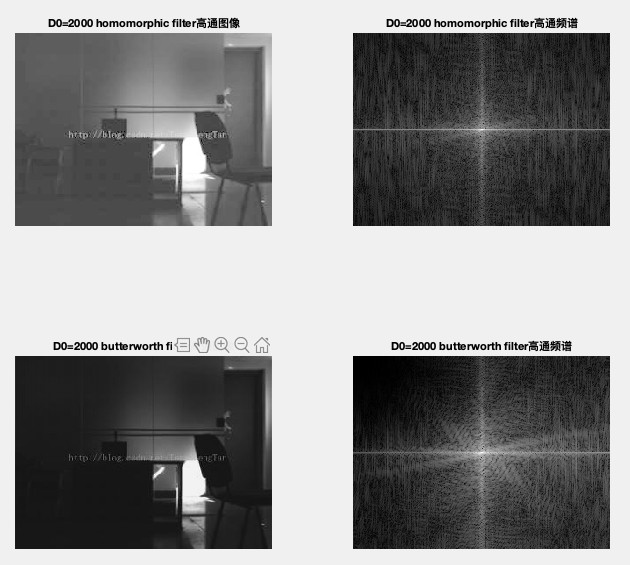 D0=2000 homomorphic filter高通图像
D0=2000 homomorphic filter高通频谱
http://blog.
D0=2000 butterworth fi
D0=2000 butterworth filter高通频谱
http://blog.